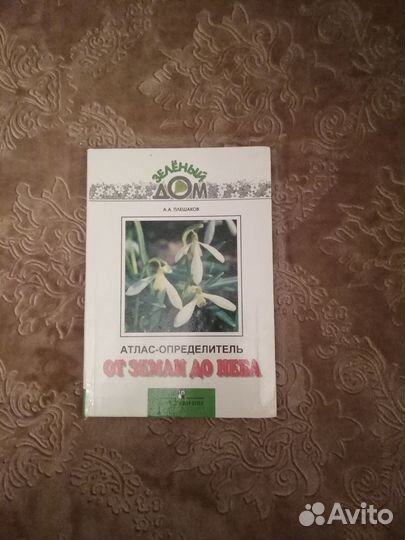 ЗЕЛЁНЫЙ
ДОМ
А.А. ПЛЕШАКОВ
АТЛАС-ОПРЕДЕЛИТЕЛЬ
ОТ ЗЕМЛИ ДО НЕБА
Avito